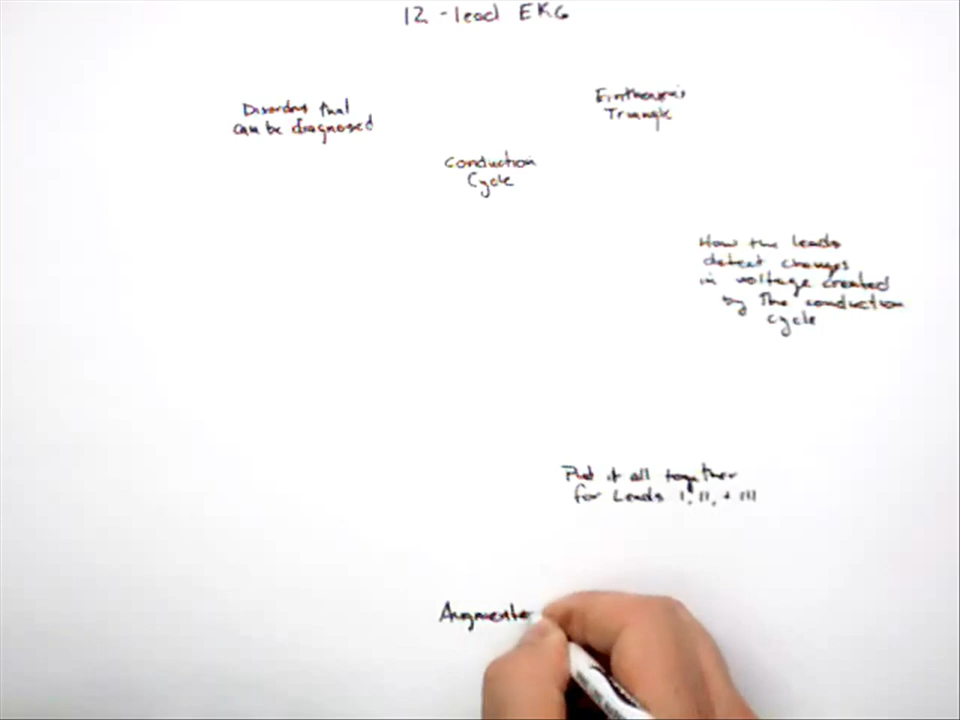 12-lead EKG
Disorders that
can be diagnosed
Einthoven's
Triangle
Conduction
Cycle
How the leads
detect changes
in voltage created
by the conduction
cycle
Put it all together
for Leads I, II, + III
Augmente